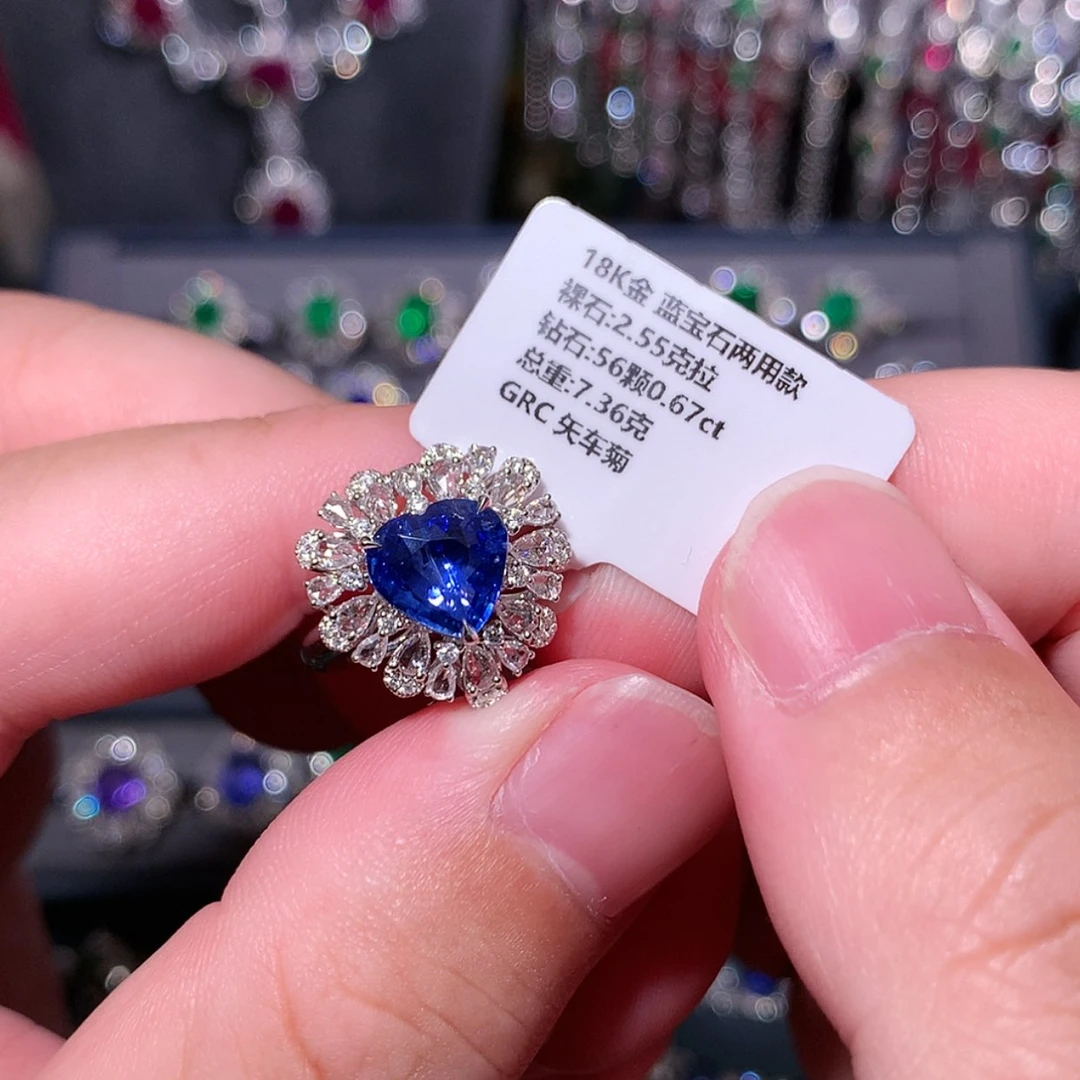 18K金 蓝宝石两用款
裸石:2.55克拉
钻石:56颗0.67ct
总重:7.36克
GRC 矢车菊